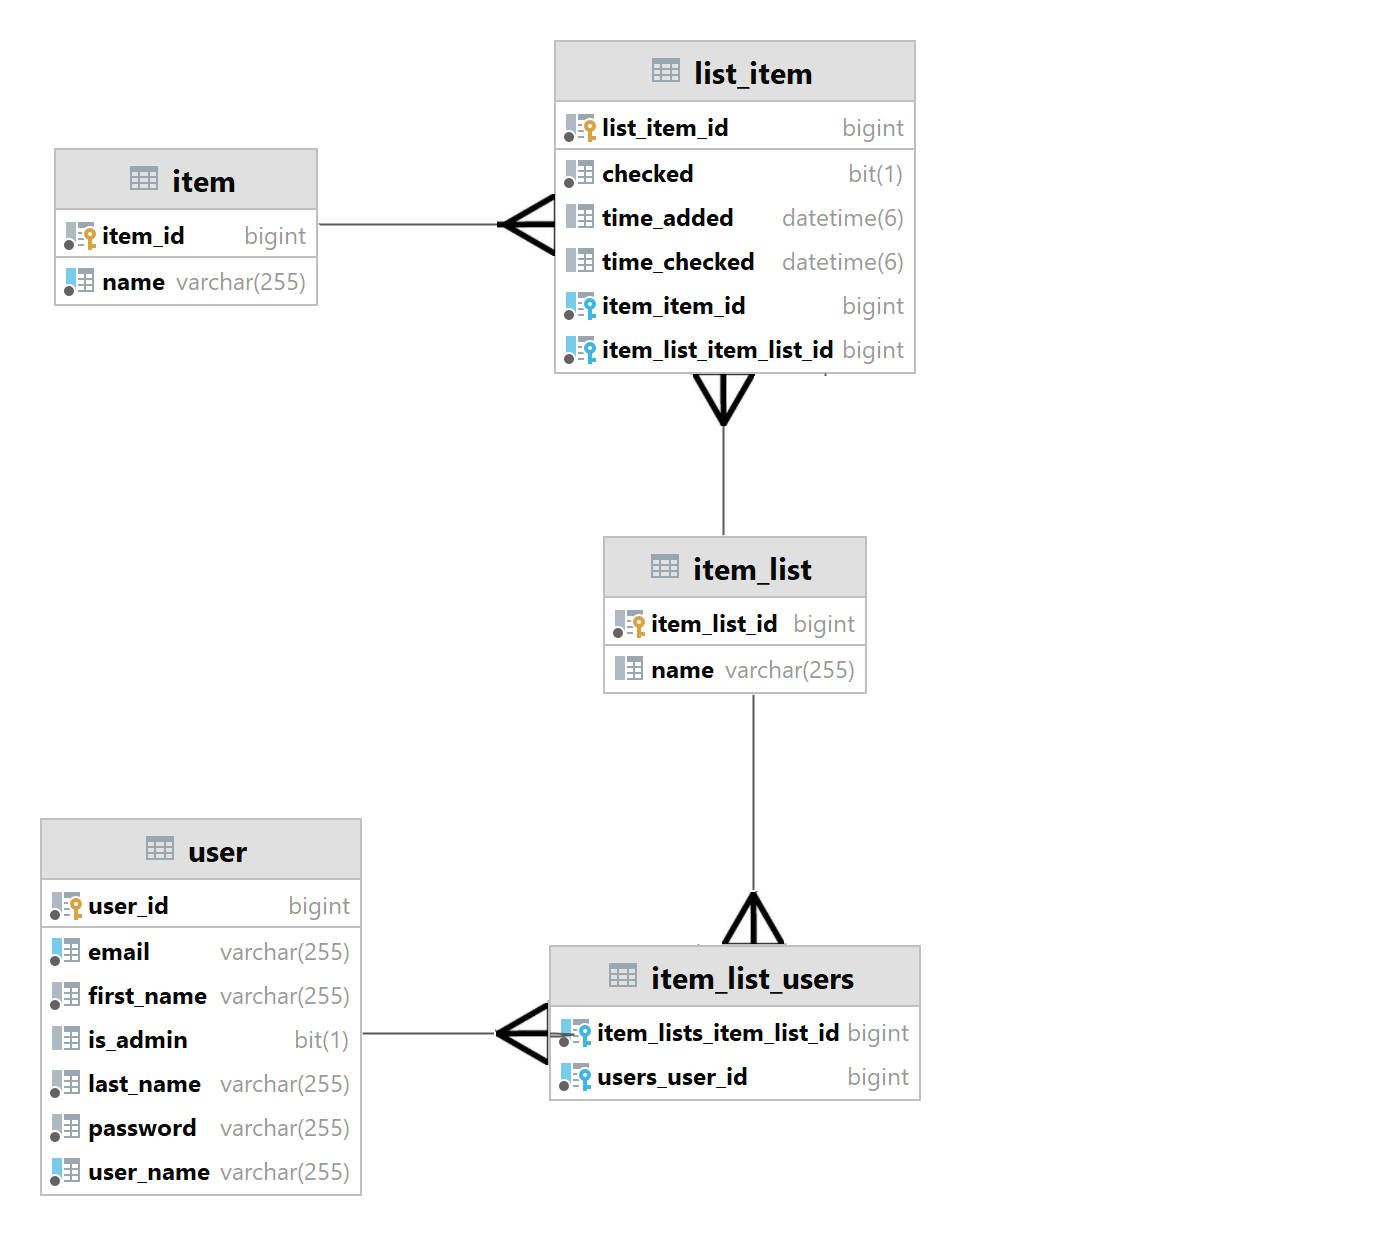 list_item
list_item_id bigint
checked bit(1)
time_added datetime(6)
time_checked datetime(6)
item_item_id bigint
item_list_item_list_id bigint
item
item_id bigint
name varchar(255)
item_list
item_list_id bigint
name varchar(255)
user
user_id bigint
email varchar(255)
first_name varchar(255)
is_admin bit(1)
last_name varchar(255)
password varchar(255)
user_name varchar(255)
item_list_users
item_lists_item_list_id bigint
users_user_id bigint